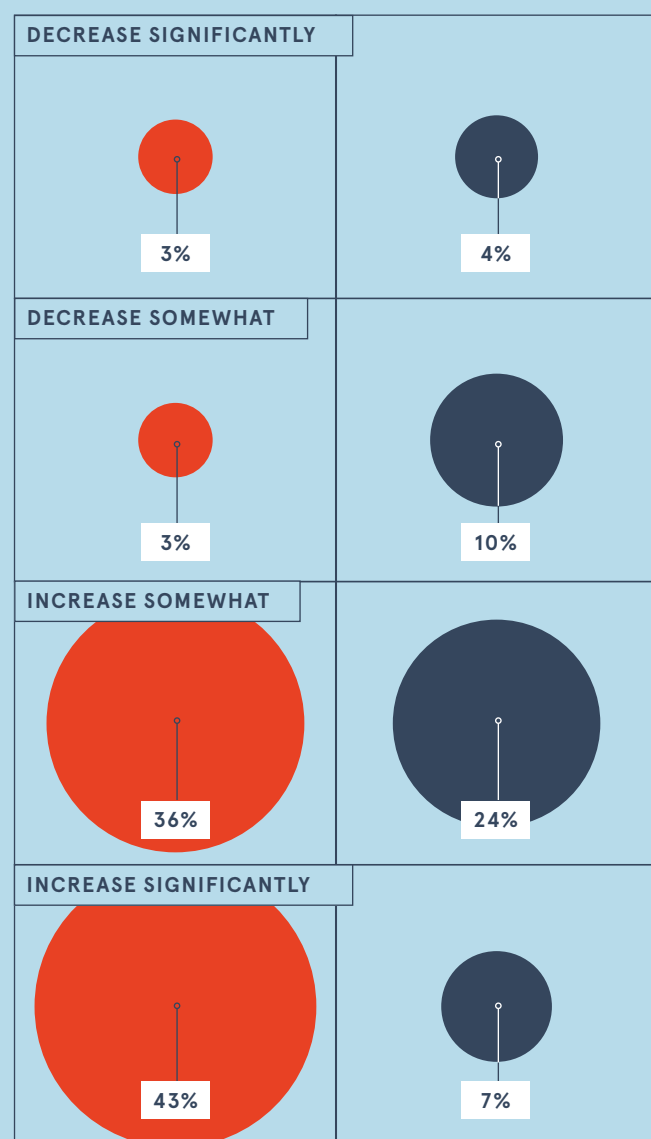 DECREASE SIGNIFICANTLY
3%
4%
DECREASE SOMEWHAT
3%
10%
INCREASE SOMEWHAT
36%
24%
INCREASE SIGNIFICANTLY
43%
7%